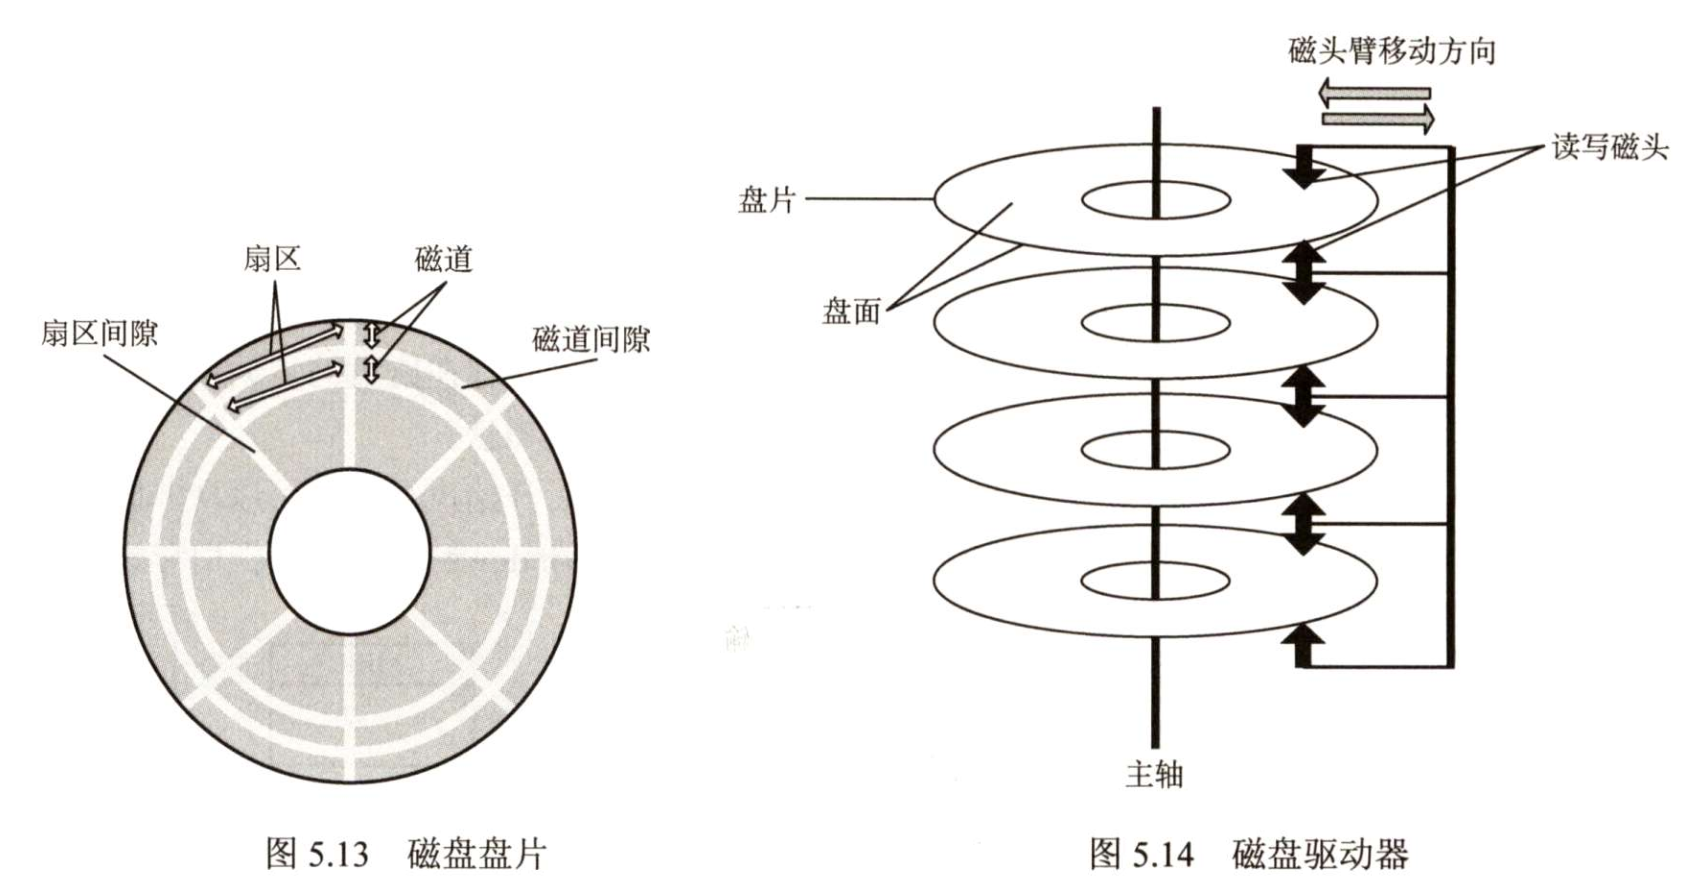 扇区
磁道
扇区间隙
磁道间隙
图 5.13 磁盘盘片
磁头臂移动方向
读写磁头
盘片
盘面
主轴
图 5.14 磁盘驱动器